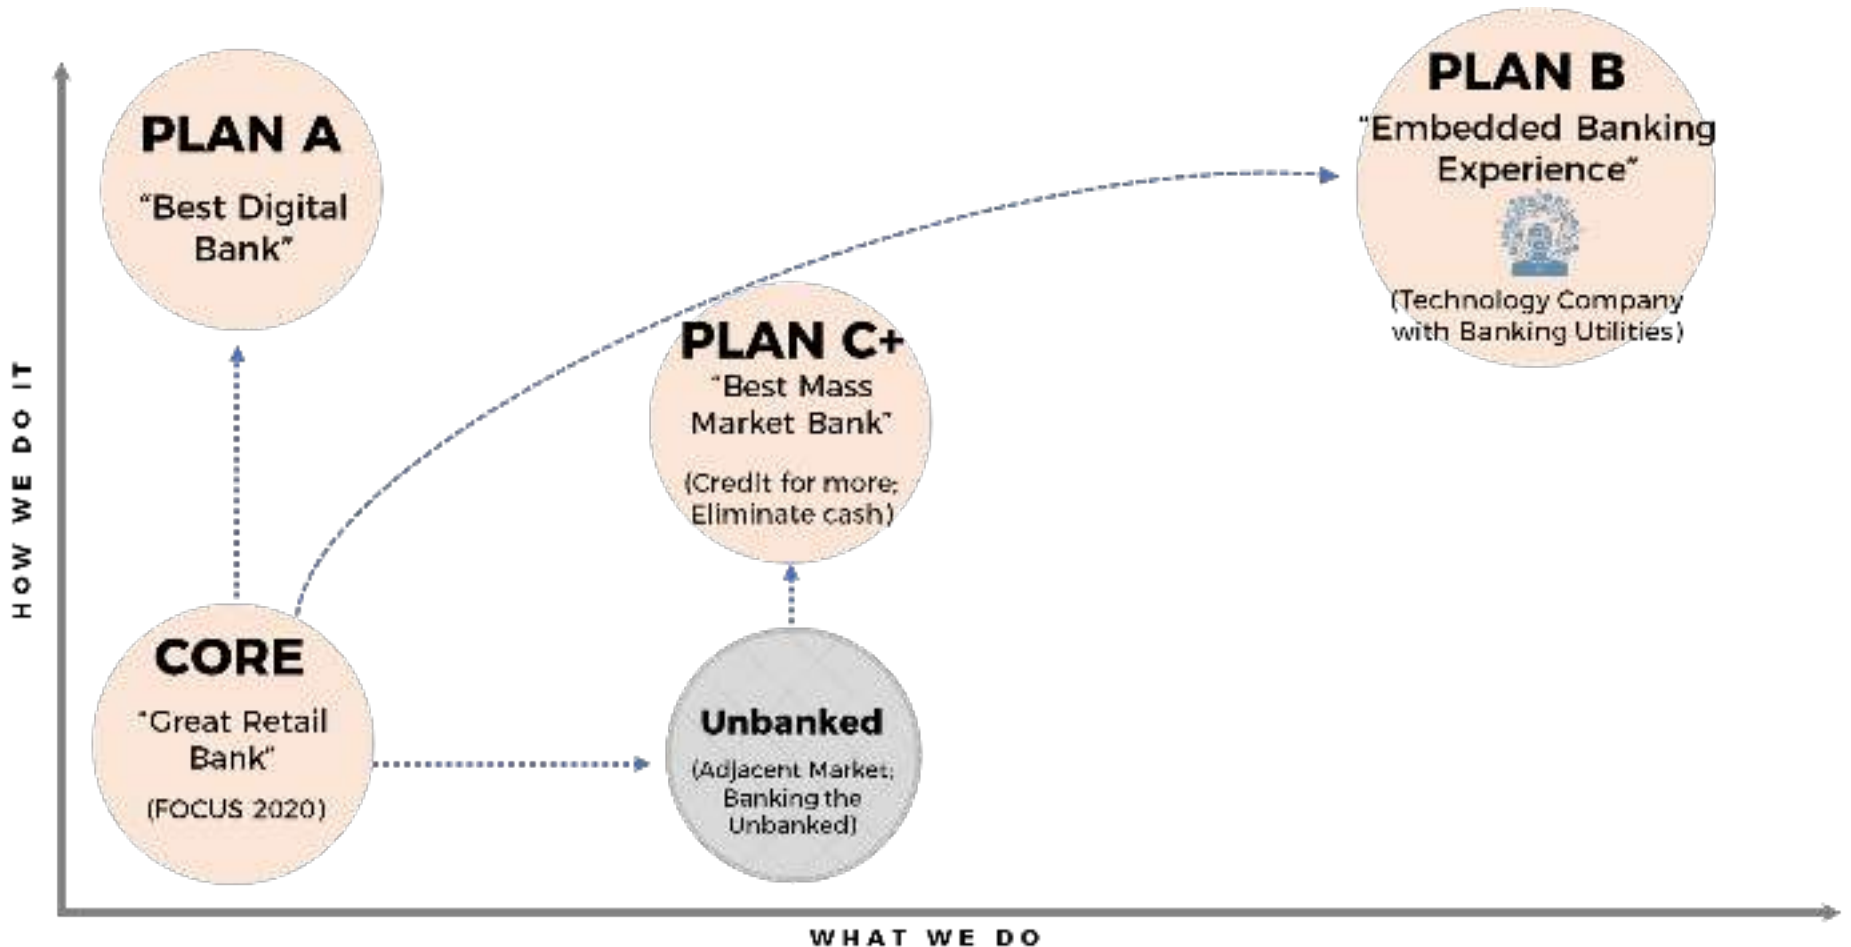 PLAN A
“Best Digital
Bank”
PLAN B
“Embedded Banking
Experience”
(Technology Company
with Banking Utilities)
PLAN C+
“Best Mass
Market Bank”
(Credit for more;
Eliminate cash)
HOW WE DO IT
CORE
“Great Retail
Bank”
(FOCUS 2020)
Unbanked
(Adjacent Market;
Banking the
Unbanked)
WHAT WE DO